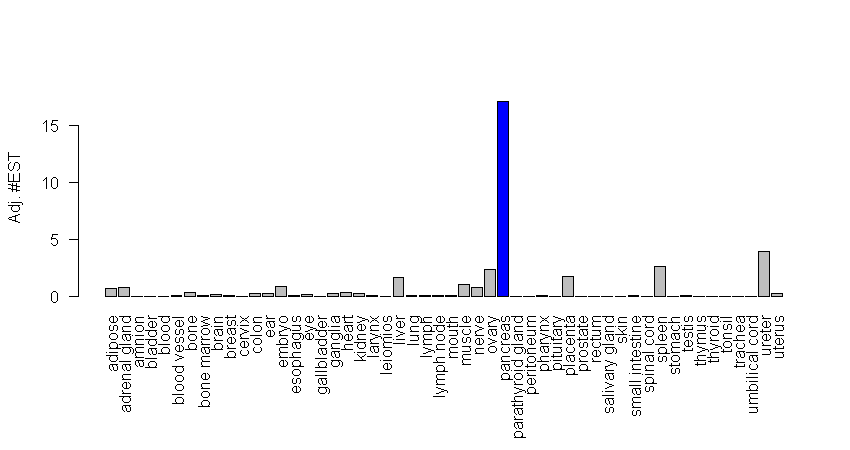 Adj. #EST
15
10
5
0
adipose
adrenal gland
amnion
bladder
blood
blood vessel
bone
bone marrow
brain
breast
cervix
colon
ear
embryo
esophagus
eye
gallbladder
ganglia
heart
kidney
larynx
leiomios
liver
lung
lymph
lymph node
mouth
muscle
nerve
ovary
pancreas
parathyroid gland
peritoneum
pharynx
pituitary
placenta
prostate
rectum
salivary gland
skin
small intestine
spinal cord
spleen
stomach
testis
thymus
thyroid
tonsil
trachea
umbilical cord
ureter
uterus